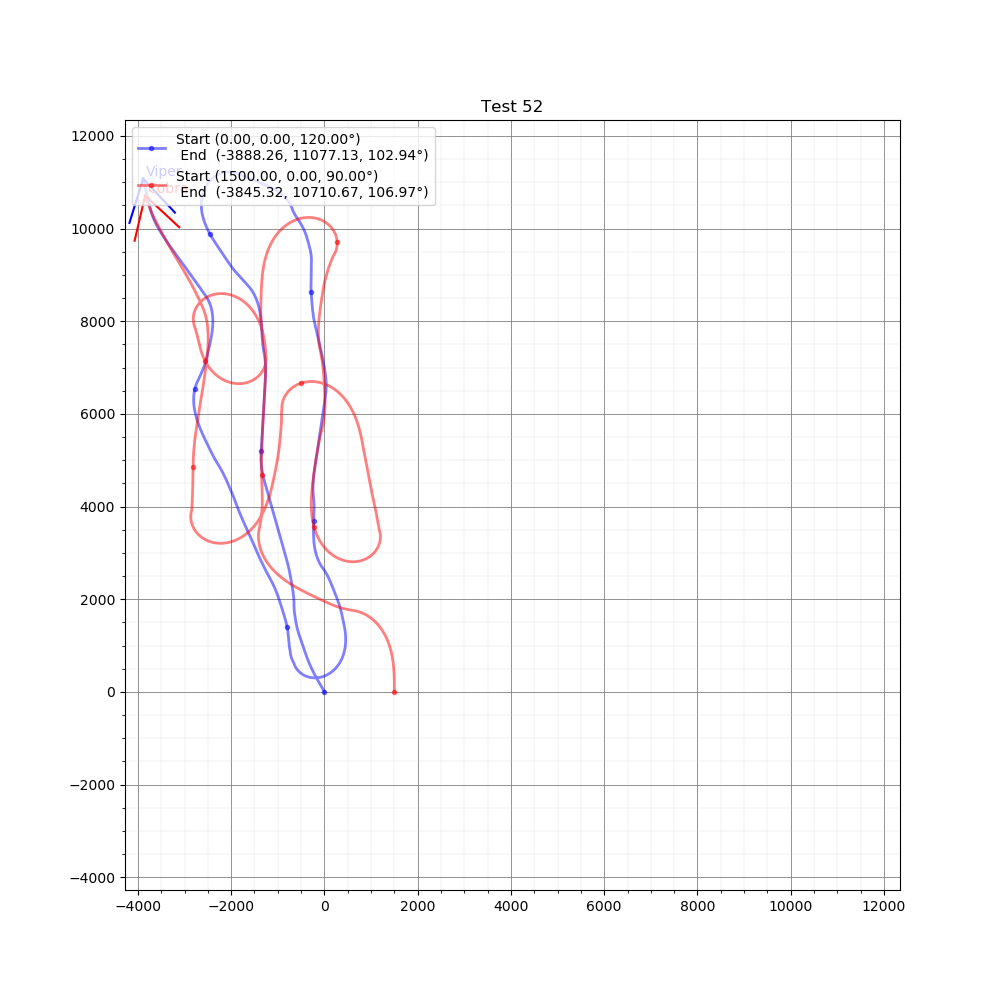 Test 52
Start (0.00, 0.00, 120.00°)
End (-3888.26, 11077.13, 102.94°)
Start (1500.00, 0.00, 90.00°)
End (-3845.32, 10710.67, 106.97°)
12000
10000
8000
6000
4000
2000
0
−2000
−4000
−4000 −2000 0 2000 4000 6000 8000 10000 12000